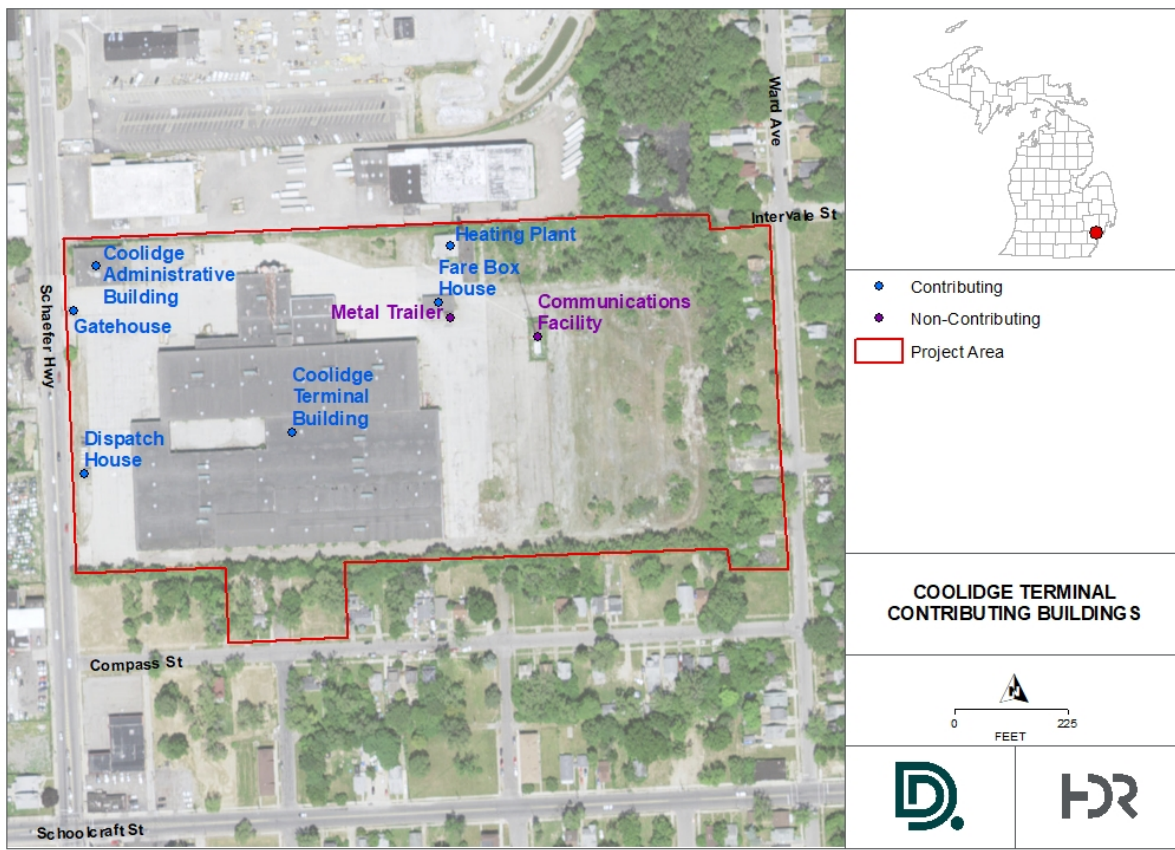 Ward Ave
Intervale St
Heating Plant
Coolidge
Administrative
Building
Fare Box
House
Schaefer Hwy
Gatehouse
Metal Trailer
Communications
Facility
Coolidge
Terminal
Building
Dispatch
House
Compass St
Schoolcraft St
Contributing
Non-Contributing
Project Area
COOLIDGE TERMINAL
CONTRIBUTING BUILDINGS
N
0 225
FEET
D
HDR